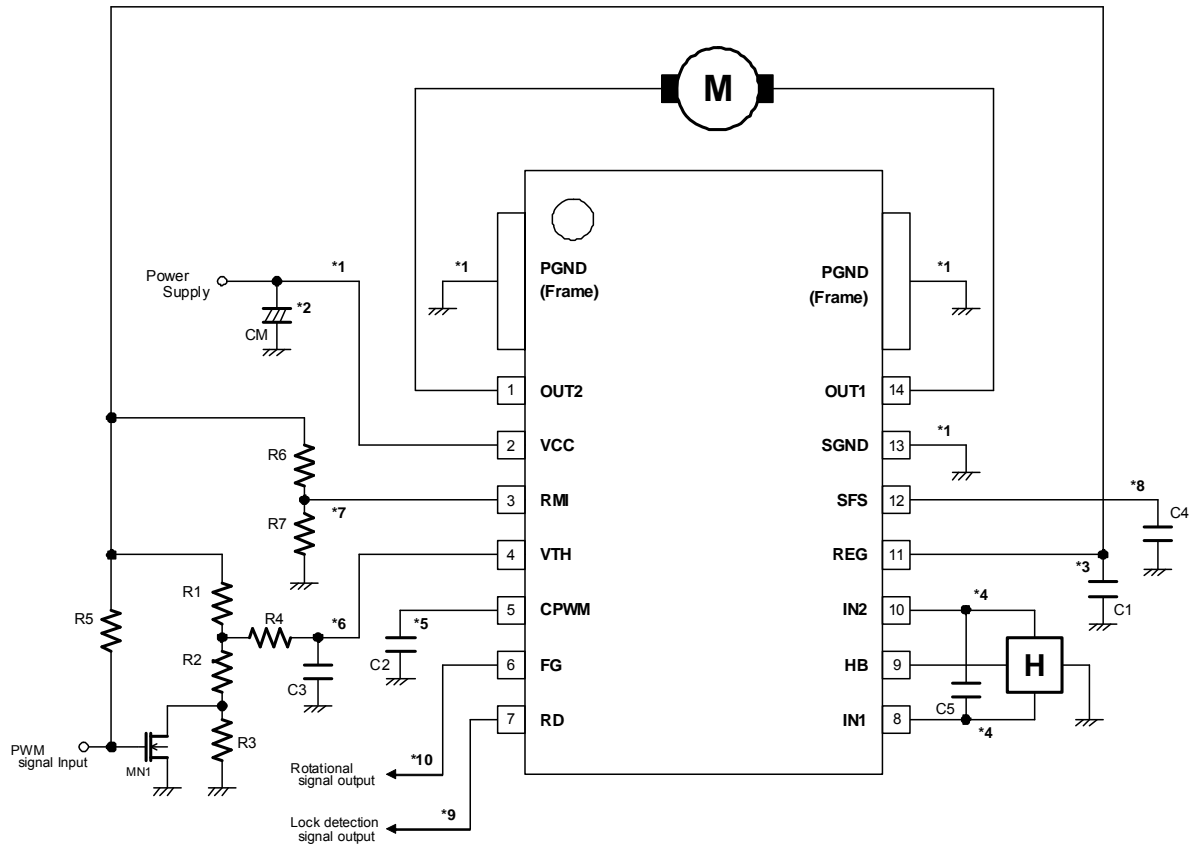 M
PGND
(Frame)
PGND
(Frame)
*1
*1
*1
Power
Supply
*2
CM
1
OUT2
OUT1
14
2
VCC
SGND
13
*1
R6
3
RMI
SFS
12
*8
C4
R7
*7
4
VTH
REG
11
*3
C1
R1
R5
R4
*6
5
CPWM
IN2
10
*4
*5
C2
R2
C3
6
FG
HB
9
H
C5
7
RD
IN1
8
*4
R3
PWM
signal Input
MN1
Rotational
signal output
*10
Lock detection
signal output
*9